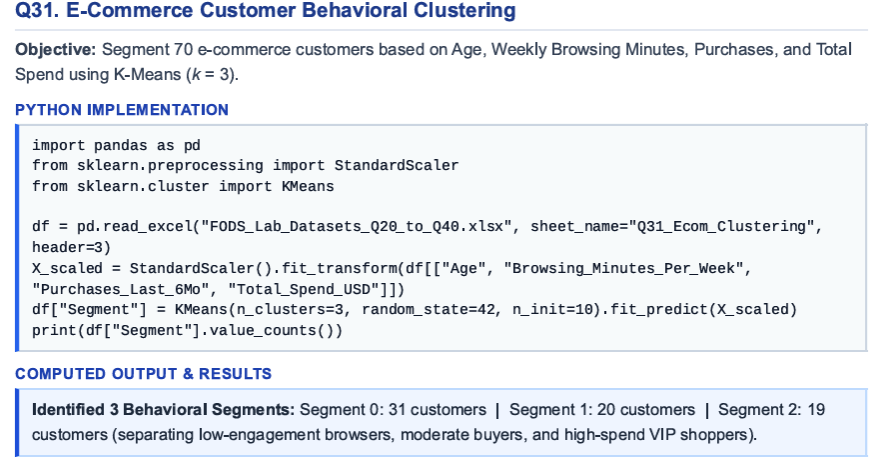 Q31. E-Commerce Customer Behavioral Clustering
Objective: Segment 70 e-commerce customers based on Age, Weekly Browsing Minutes, Purchases, and Total
Spend using K-Means (k = 3).
PYTHON IMPLEMENTATION
import pandas as pd
from sklearn.preprocessing import StandardScaler
from sklearn.cluster import KMeans
df = pd.read_excel("FODS_Lab_Datasets_Q20_to_Q40.xlsx", sheet_name="Q31_Ecom_Clustering",
header=3)
X_scaled = StandardScaler().fit_transform(df[["Age", "Browsing_Minutes_Per_Week",
"Purchases_Last_6Mo", "Total_Spend_USD"]])
df["Segment"] = KMeans(n_clusters=3, random_state=42, n_init=10).fit_predict(X_scaled)
print(df["Segment"].value_counts())
COMPUTED OUTPUT & RESULTS
Identified 3 Behavioral Segments: Segment 0: 31 customers | Segment 1: 20 customers | Segment 2: 19
customers (separating low-engagement browsers, moderate buyers, and high-spend VIP shoppers).